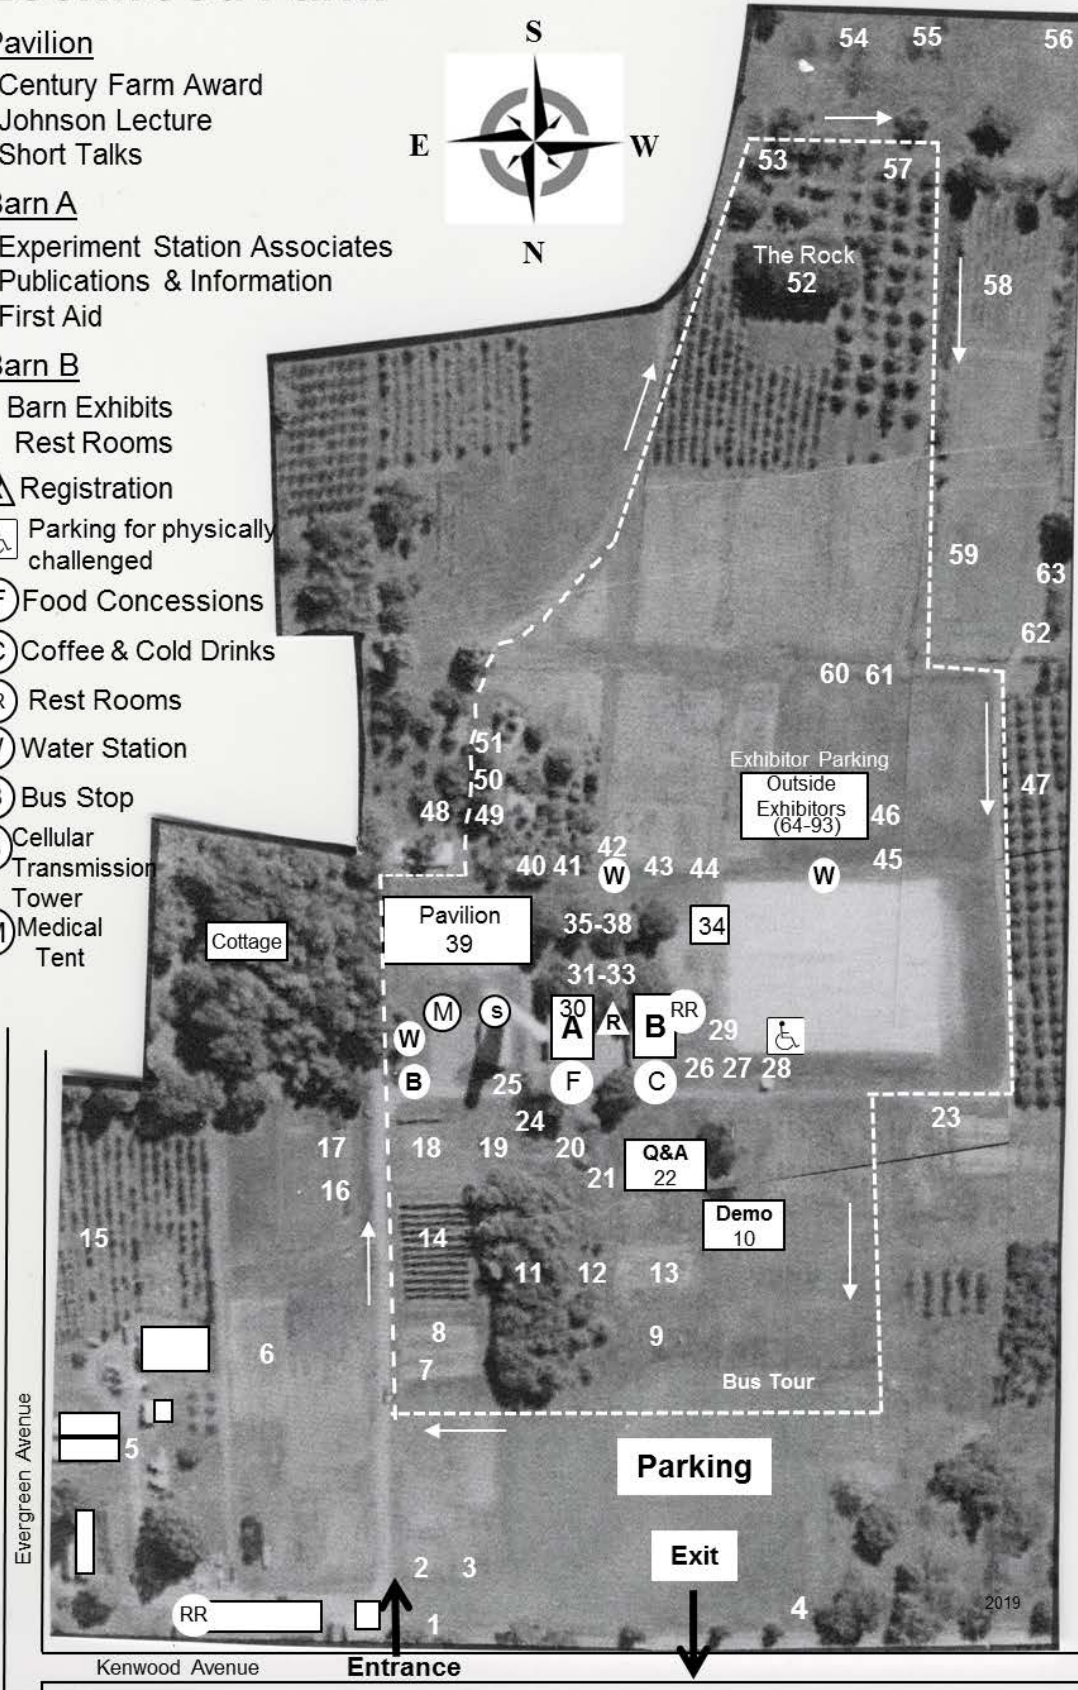 Pavilion
Century Farm Award
Johnson Lecture
Short Talks
Barn A
Experiment Station Associates
Publications & Information
First Aid
Barn B
Barn Exhibits
Rest Rooms
Registration
Parking for physically
challenged
F Food Concessions
C Coffee & Cold Drinks
R Rest Rooms
Water Station
B Bus Stop
Cellular
Transmission
Tower
M Medical
Tent
S
E W
N
54 55 56
53 57
The Rock
52
58
59
63
62
60 61
51
50
48 49
Exhibitor Parking
Outside
Exhibitors
(64-93)
46
47
42
40 41 W 43 44 W 45
Pavilion
39
35-38
34
Cottage
31-33
M S 30 A R B RR
29
W
B 25 F C 26 27 28
24
23
17 18 19 20
Q&A
22
21
16
Demo
10
15 14
11 12 13
8 9
7
6
Bus Tour
5
Parking
Exit
2 3
4
2019
RR
1
Evergreen Avenue
Kenwood Avenue
Entrance